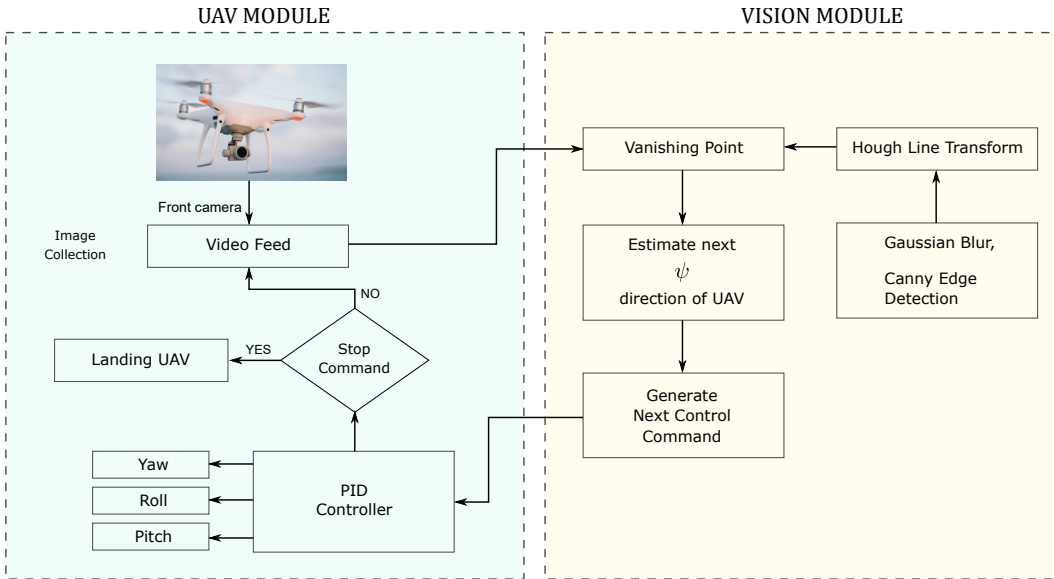 UAV MODULE
VISION MODULE
Front camera
Image
Collection
Video Feed
NO
YES
Landing UAV
Stop
Command
Yaw
Roll
Pitch
PID
Controller
Vanishing Point
Hough Line Transform
Estimate next
ψ
direction of UAV
Gaussian Blur,
Canny Edge
Detection
Generate
Next Control
Command